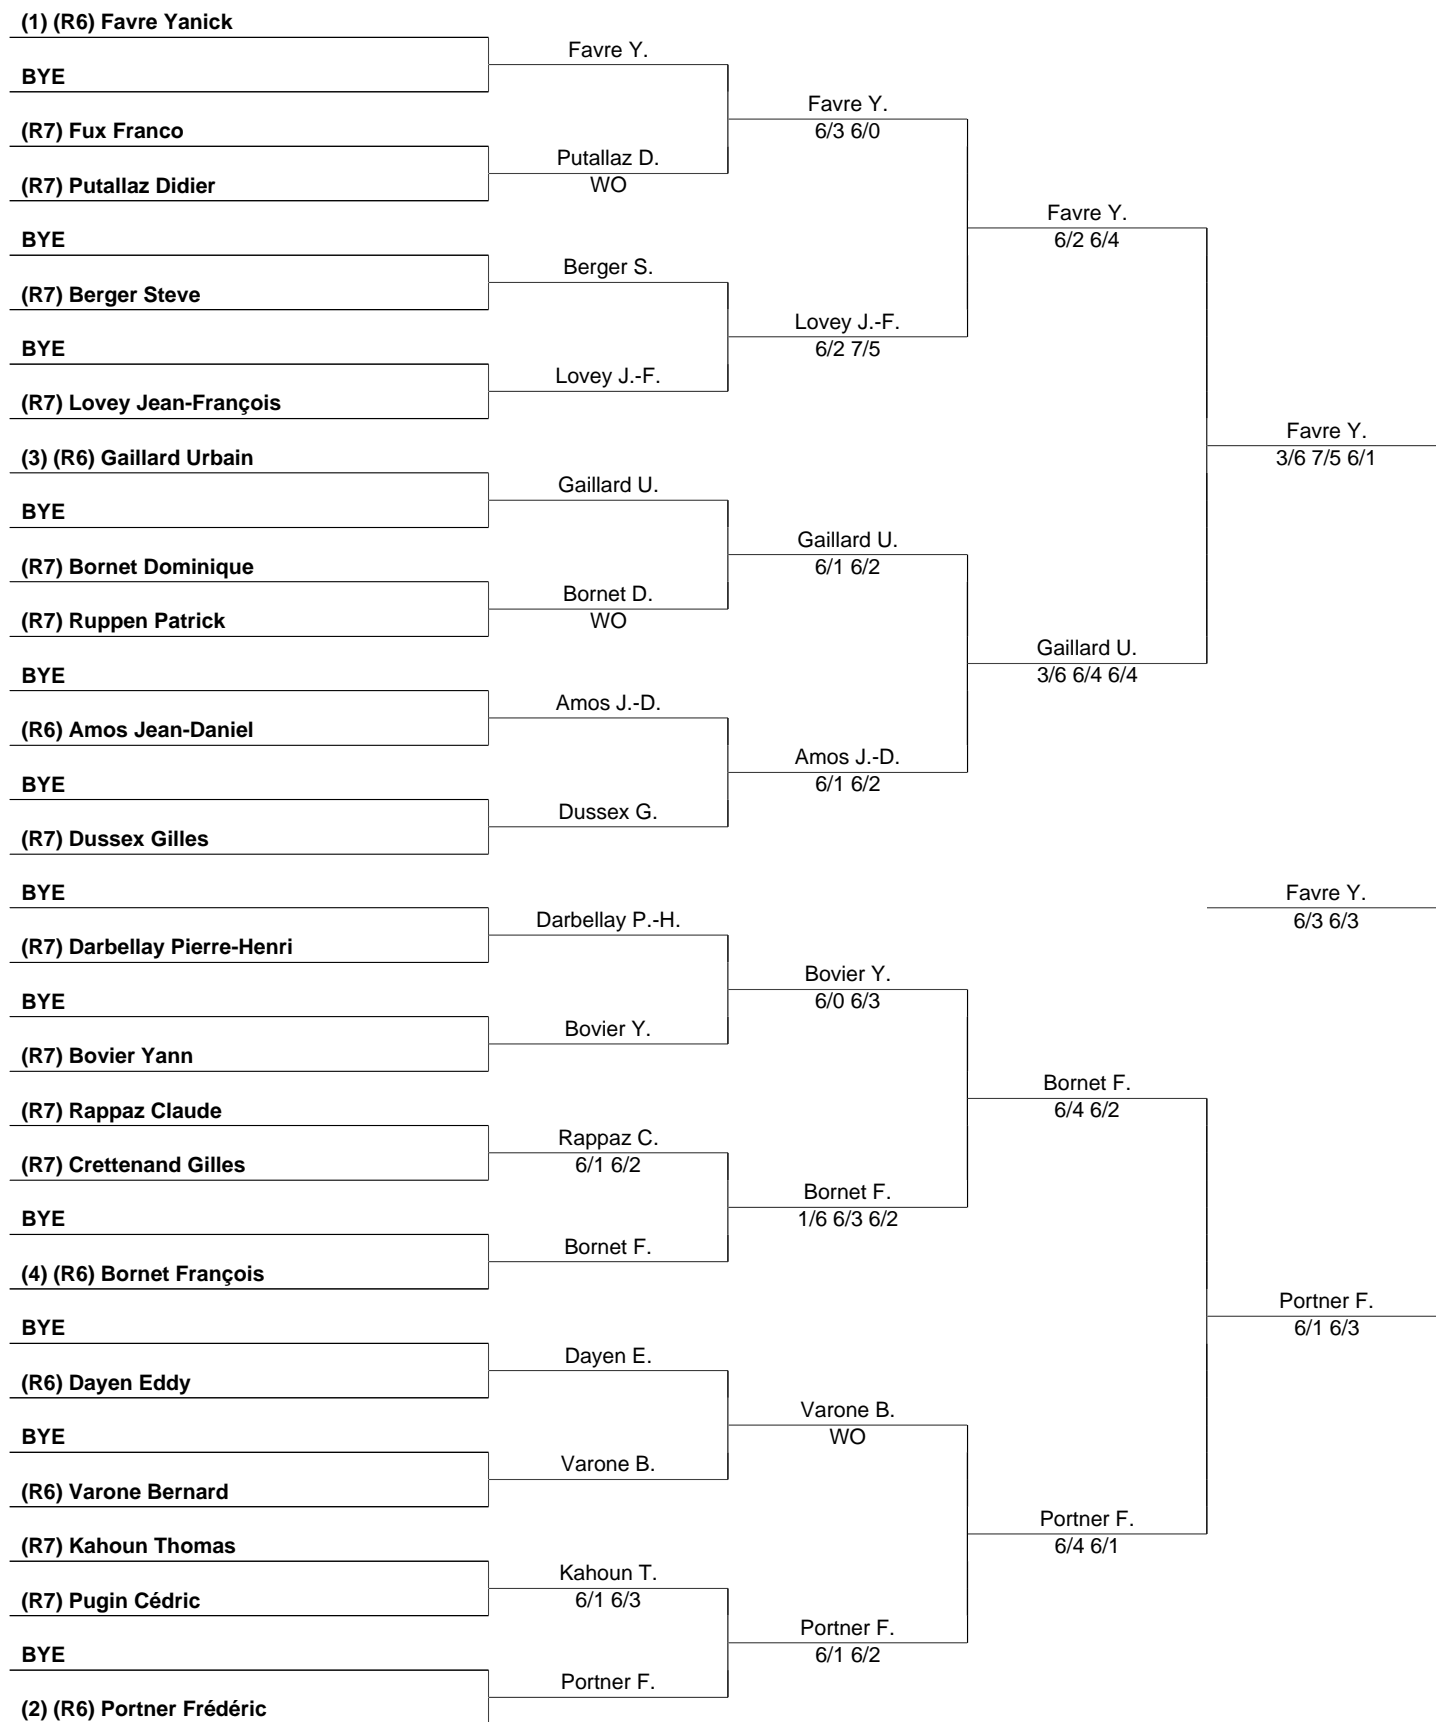 (1) (R6) Favre Yanick
BYE
(R7) Fux Franco
(R7) Putallaz Didier
BYE
(R7) Berger Steve
BYE
(R7) Lovey Jean-François
(3) (R6) Gaillard Urbain
BYE
(R7) Bornet Dominique
(R7) Ruppen Patrick
BYE
(R6) Amos Jean-Daniel
BYE
(R7) Dussex Gilles
BYE
(R7) Darbellay Pierre-Henri
BYE
(R7) Bovier Yann
(R7) Rappaz Claude
(R7) Crettenand Gilles
BYE
(4) (R6) Bornet François
BYE
(R6) Dayen Eddy
BYE
(R6) Varone Bernard
(R7) Kahoun Thomas
(R7) Pugin Cédric
BYE
(2) (R6) Portner Frédéric
Favre Y.
Putallaz D.
WO
Berger S.
Lovey J.-F.
Gaillard U.
Bornet D.
WO
Amos J.-D.
Dussex G.
Darbellay P.-H.
Bovier Y.
Rappaz C.
6/1 6/2
Bornet F.
Dayen E.
Varone B.
Kahoun T.
6/1 6/3
Portner F.
Favre Y.
6/3 6/0
Lovey J.-F.
6/2 7/5
Gaillard U.
6/1 6/2
Amos J.-D.
6/1 6/2
Bovier Y.
6/0 6/3
Bornet F.
1/6 6/3 6/2
Varone B.
WO
Portner F.
6/1 6/2
Favre Y.
6/2 6/4
Gaillard U.
3/6 6/4 6/4
Bornet F.
6/4 6/2
Portner F.
6/4 6/1
Favre Y.
3/6 7/5 6/1
Favre Y.
6/3 6/3
Portner F.
6/1 6/3